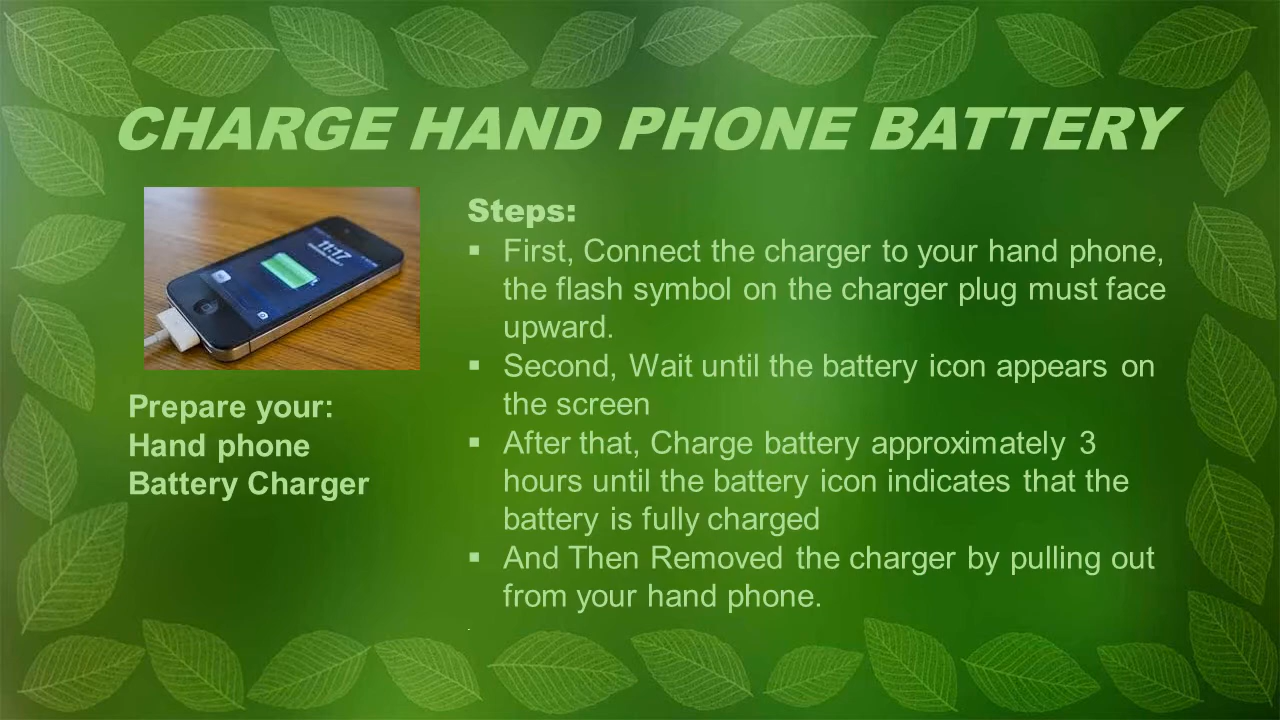 CHARGE HAND PHONE BATTERY
11:17
Prepare your:
Hand phone
Battery Charger
Steps:
▪ First, Connect the charger to your hand phone,
the flash symbol on the charger plug must face
upward.
▪ Second, Wait until the battery icon appears on
the screen
▪ After that, Charge battery approximately 3
hours until the battery icon indicates that the
battery is fully charged
▪ And Then Removed the charger by pulling out
from your hand phone.
.